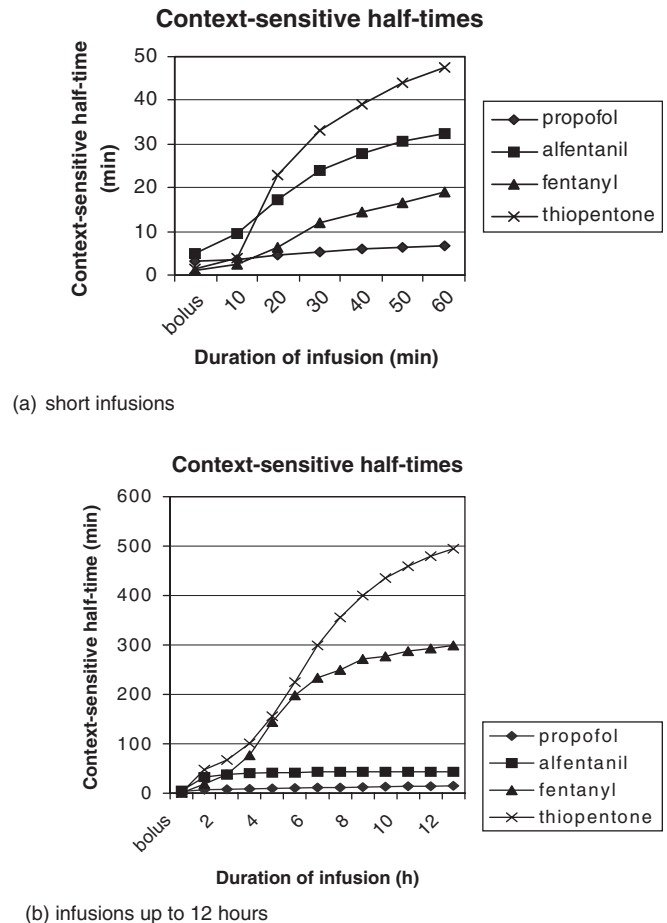 Context-sensitive half-times
Context-sensitive half-time
(min)
50
40
30
20
10
0
bolus
10
20
30
40
50
60
Duration of infusion (min)
propofol
alfentanil
fentanyl
thiopentone
(a) short infusions
Context-sensitive half-times
Context-sensitive half-time (min)
600
500
400
300
200
100
0
bolus
2
4
6
8
10
12
Duration of infusion (h)
propofol
alfentanil
fentanyl
thiopentone
(b) infusions up to 12 hours